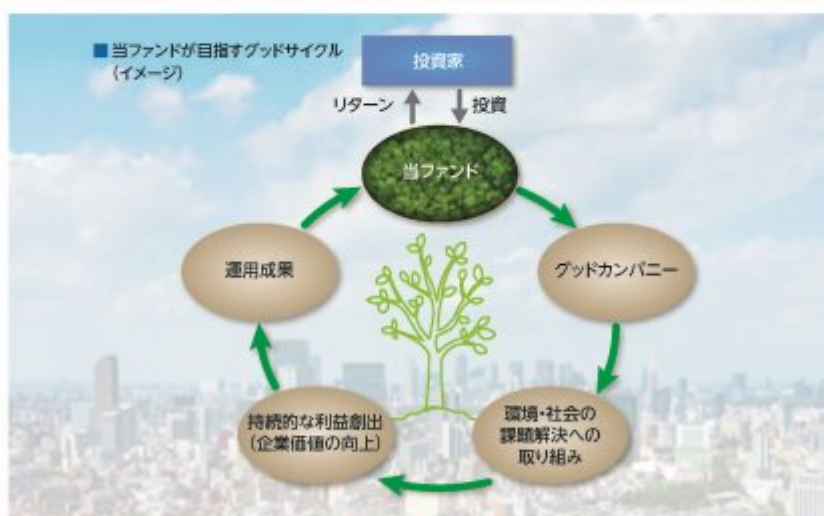 ■ 当ファンドが目指すグッドサイクル
(イメージ)
投資家
リターン
投資
当ファンド
グッドカンパニー
環境・社会の
課題解決への
取り組み
持続的な利益創出
(企業価値の向上)
運用成果